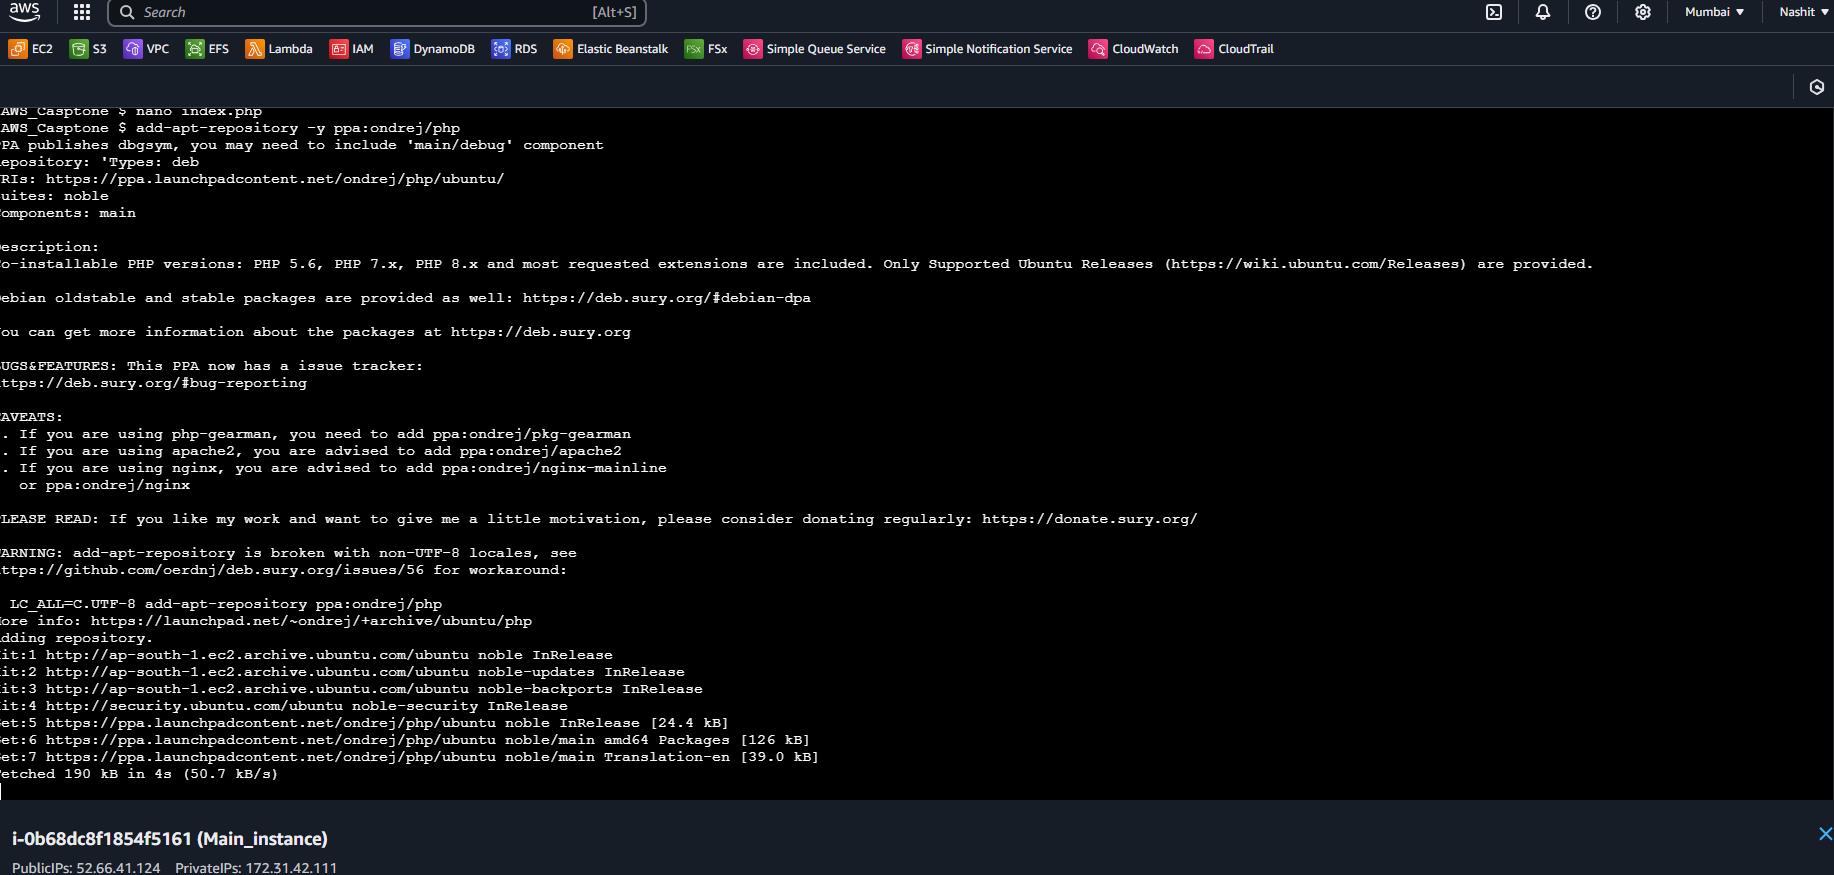 aws
Search [Alt+S] Mumbai Nashit
EC2 S3 VPC EFS Lambda IAM DynamoDB RDS Elastic Beanstalk FSx Simple Queue Service Simple Notification Service CloudWatch CloudTrail
AWS_Casptone $ nano index.php
AWS_Casptone $ add-apt-repository -y ppa:ondrej/php
PA publishes dbgsym, you may need to include 'main/debug' component
epository: 'Types: deb
RIs: https://ppa.launchpadcontent.net/ondrej/php/ubuntu/
uites: noble
omponents: main
escription:
o-installable PHP versions: PHP 5.6, PHP 7.x, PHP 8.x and most requested extensions are included. Only Supported Ubuntu Releases (https://wiki.ubuntu.com/Releases) are provided.
ebian oldstable and stable packages are provided as well: https://deb.sury.org/#debian-dpa
ou can get more information about the packages at https://deb.sury.org
UGS&FEATURES: This PPA now has a issue tracker:
ttps://deb.sury.org/#bug-reporting
AVEATS:
. If you are using php-gearman, you need to add ppa:ondrej/pkg-gearman
. If you are using apache2, you are advised to add ppa:ondrej/apache2
. If you are using nginx, you are advised to add ppa:ondrej/nginx-mainline
or ppa:ondrej/nginx
LEASE READ: If you like my work and want to give me a little motivation, please consider donating regularly: https://donate.sury.org/
ARNING: add-apt-repository is broken with non-UTF-8 locales, see
ttps://github.com/oerdnj/deb.sury.org/issues/56 for workaround:
LC_ALL=C.UTF-8 add-apt-repository ppa:ondrej/php
ore info: https://launchpad.net/~ondrej/+archive/ubuntu/php
dding repository.
it:1 http://ap-south-1.ec2.archive.ubuntu.com/ubuntu noble InRelease
it:2 http://ap-south-1.ec2.archive.ubuntu.com/ubuntu noble-updates InRelease
it:3 http://ap-south-1.ec2.archive.ubuntu.com/ubuntu noble-backports InRelease
it:4 http://security.ubuntu.com/ubuntu noble-security InRelease
et:5 https://ppa.launchpadcontent.net/ondrej/php/ubuntu noble InRelease [24.4 kB]
et:6 https://ppa.launchpadcontent.net/ondrej/php/ubuntu noble/main amd64 Packages [126 kB]
et:7 https://ppa.launchpadcontent.net/ondrej/php/ubuntu noble/main Translation-en [39.0 kB]
etched 190 kB in 4s (50.7 kB/s)
i-0b68dc8f1854f5161 (Main_instance)
PublicIPs: 52.66.41.124 PrivateIPs: 172.31.42.111